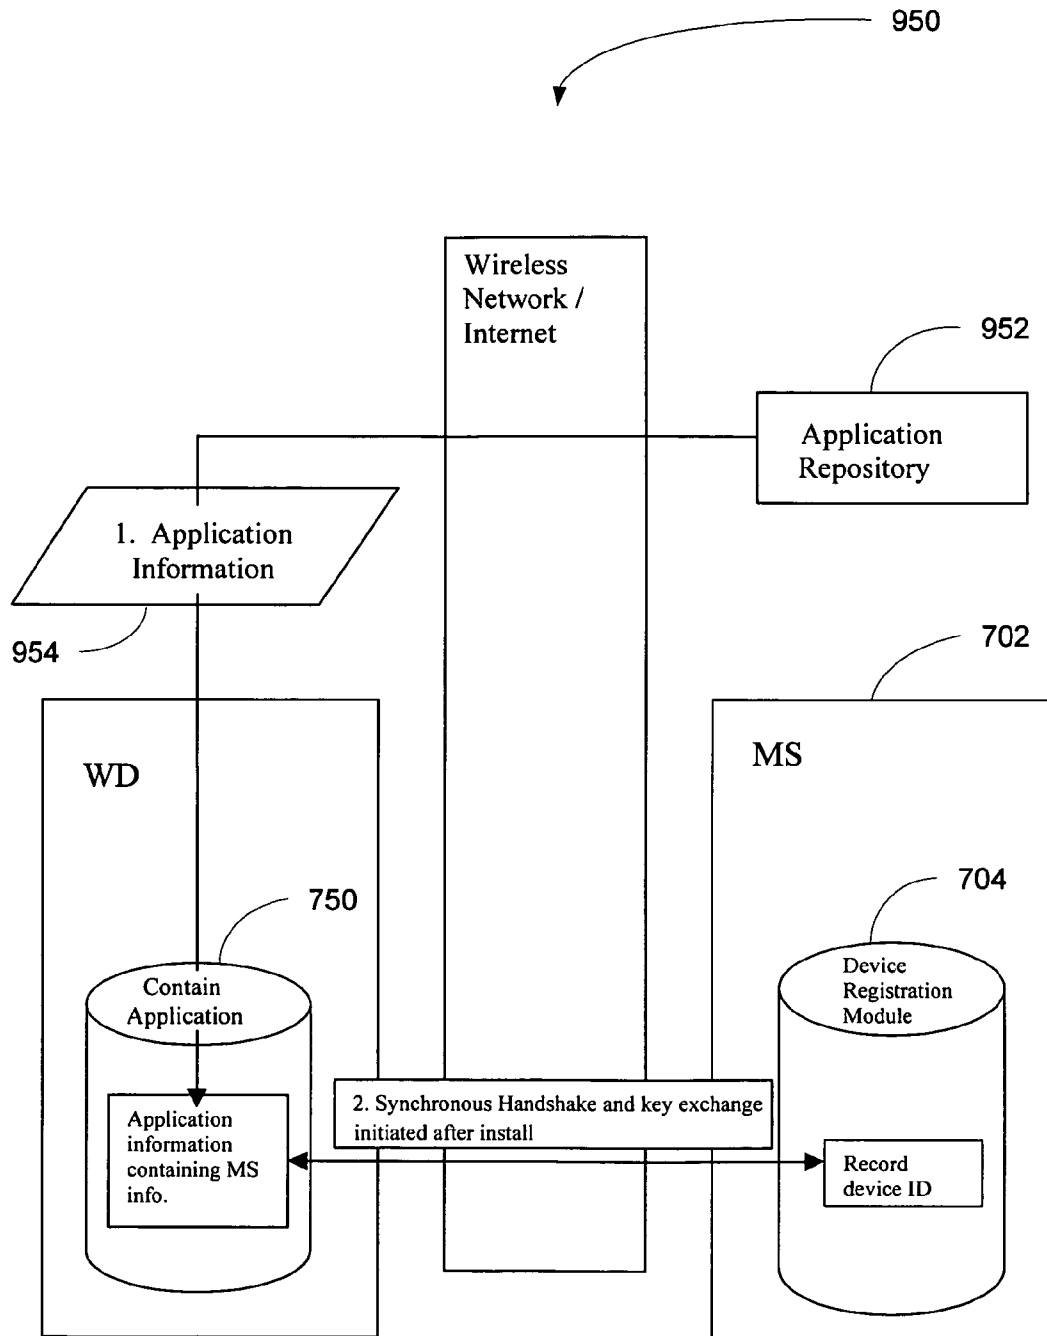 950
Wireless
Network /
Internet
952
Application
Repository
1. Application
Information
954
702
WD
MS
750
704
Contain
Application
Device
Registration
Module
2. Synchronous Handshake and key exchange
initiated after install
Application
information
containing MS
info.
Record
device ID